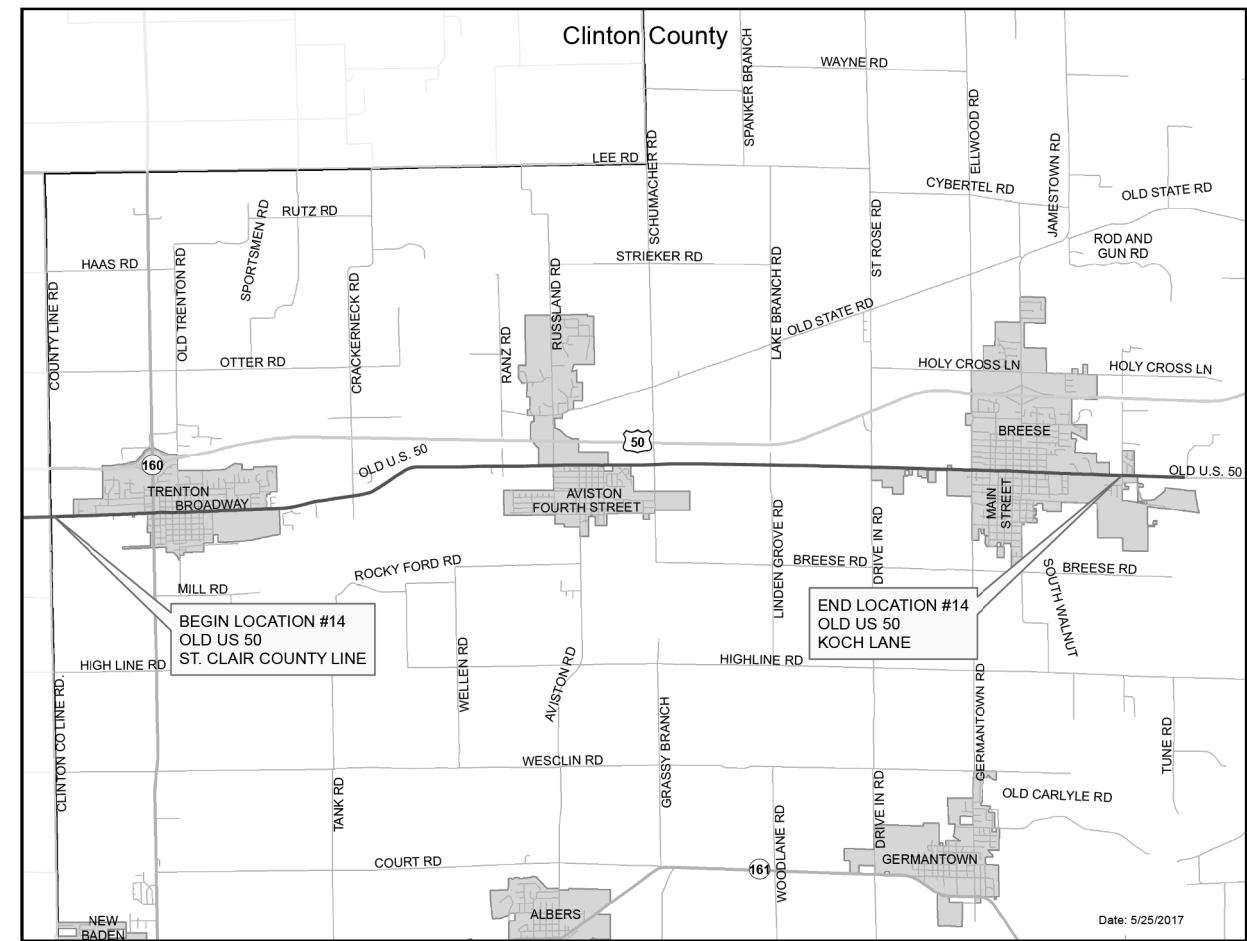 Clinton County
SPANKER BRANCH
WAYNE RD
ELLWOOD RD
JAMESTOWN RD
LEE RD
SCHUMACHER RD
CYBERTEL RD
OLD STATE RD
RUTZ RD
SPORTSMEN RD
ST ROSE RD
ROD AND
GUN RD
HAAS RD
OLD TRENTON RD
STRIEKER RD
LAKE BRANCH RD
COUNTY LINE RD
CRACKERNECK RD
RUSSLAND RD
OLD STATE RD
RANZ RD
OTTER RD
HOLY CROSS LN
HOLY CROSS LN
50
BREESE
160
OLD U.S. 50
OLD U.S. 50
TRENTON
BROADWAY
AVISTON
FOURTH STREET
MAIN
STREET
LINDEN GROVE RD
DRIVE IN RD
ROCKY FORD RD
BREESE RD
BREESE RD
MILL RD
SOUTH WALNUT
BEGIN LOCATION #14
OLD US 50
ST. CLAIR COUNTY LINE
END LOCATION #14
OLD US 50
KOCH LANE
HIGH LINE RD
WELLEN RD
AVISTON RD
HIGHLINE RD
GERMANTOWN RD
CLINTON CO LINE RD.
GRASSY BRANCH
TUNE RD
WESCLIN RD
TANK RD
DRIVE IN RD
OLD CARLYLE RD
WOODLANE RD
COURT RD
161
GERMANTOWN
ALBERS
NEW
BADEN
Date: 5/25/2017